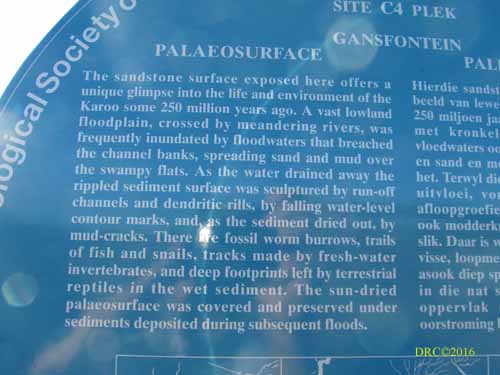 ological Society o
SITE C4 PLEK
GANSFONTEIN
PALAEOSURFACE
The sandstone surface exposed here offers a
unique glimpse into the life and environment of the
Karoo some 250 million years ago. A vast lowland
floodplain, crossed by meandering rivers, was
frequently inundated by floodwaters that breached
the channel banks, spreading sand and mud over
the swampy flats. As the water drained away the
rippled sediment surface was sculptured by run-off
channels and dendritic rills, by falling water-level
contour marks, and, as the sediment dried out, by
mud-cracks. There are fossil worm burrows, trails
of fish and snails, tracks made by fresh-water
invertebrates, and deep footprints left by terrestrial
reptiles in the wet sediment. The sun-dried
palaeosurface was covered and preserved under
sediments deposited during subsequent floods.
PAL
Hierdie sandst
beeld van lewe
250 miljoen jaa
met kronke
vloedwaters oo
en sand en m
het. Terwyl die
uitvloei, vo
afloopgroefi
ook modderk
slik. Daar is w
visse, loopme
asook diep sp
in die nat s
oppervlak
oorstroming
DRC©2016